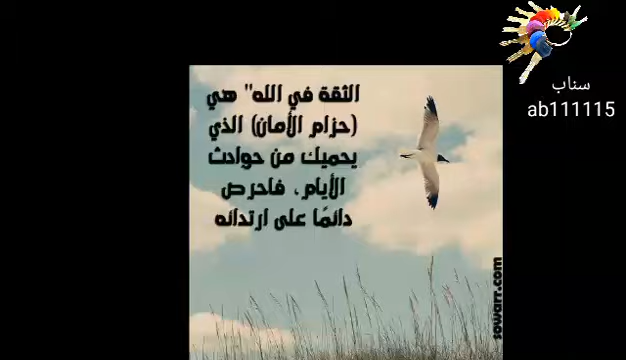 الثقة في الله" هي
(حزام الأمان) الذي
يحميك من حوادث
الأيام، فاحرص
دائمًا على ارتدائه
سناب
ab111115
sowarr.com